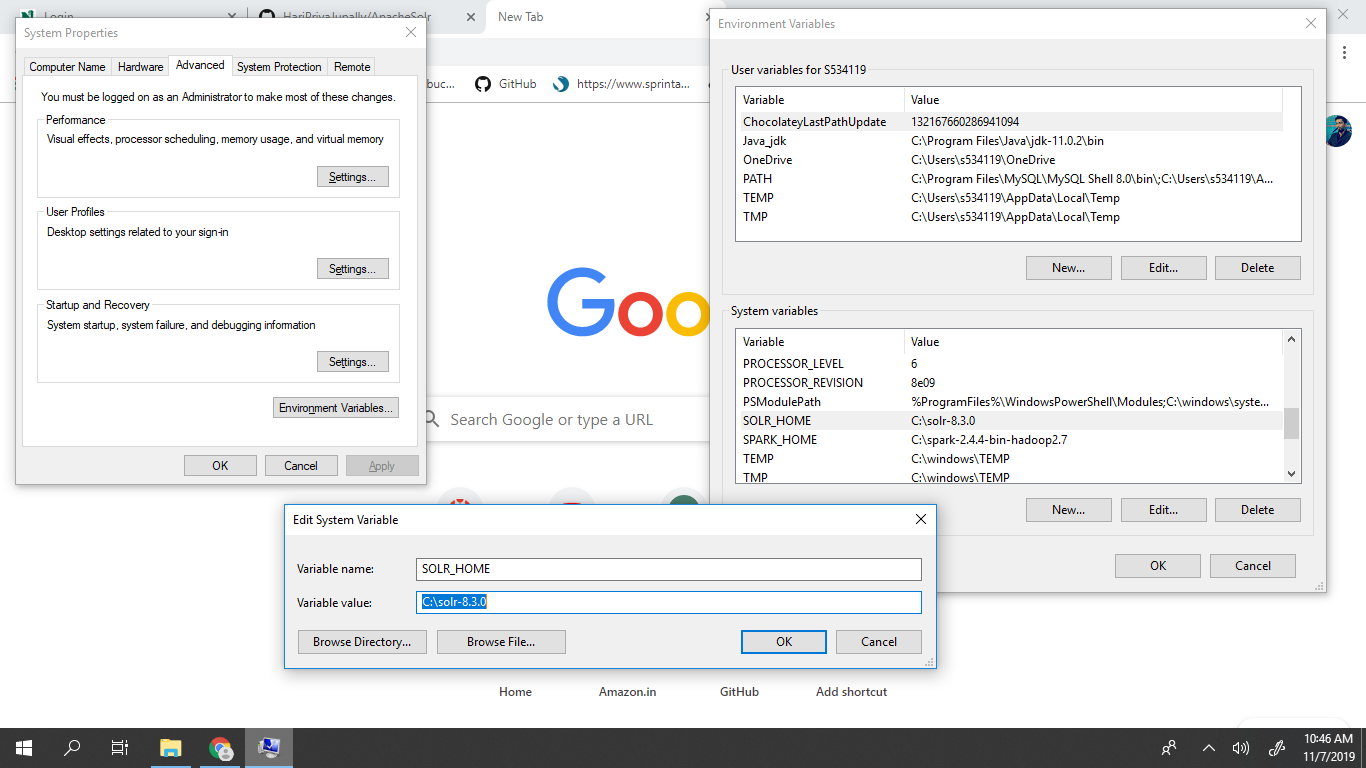 Login
HariPriyaJupally/ApacheSolr
New Tab
buc...
GitHub
https://www.sprinta...
System Properties
Computer Name
Hardware
Advanced
System Protection
Remote
You must be logged on as an Administrator to make most of these changes.
Performance
Visual effects, processor scheduling, memory usage, and virtual memory
Settings...
User Profiles
Desktop settings related to your sign-in
Settings...
Startup and Recovery
System startup, system failure, and debugging information
Settings...
Environment Variables...
OK
Cancel
Apply
Goo
Search Google or type a URL
Environment Variables
User variables for S534119
Variable Value
ChocolateyLastPathUpdate 132167660286941094
Java_jdk C:\Program Files\Java\jdk-11.0.2\bin
OneDrive C:\Users\s534119\OneDrive
PATH C:\Program Files\MySQL\MySQL Shell 8.0\bin\;C:\Users\s534119\A...
TEMP C:\Users\s534119\AppData\Local\Temp
TMP C:\Users\s534119\AppData\Local\Temp
New...
Edit...
Delete
System variables
Variable Value
PROCESSOR_LEVEL 6
PROCESSOR_REVISION 8e09
PSModulePath %ProgramFiles%\WindowsPowerShell\Modules;C:\windows\syste...
SOLR_HOME C:\solr-8.3.0
SPARK_HOME C:\spark-2.4.4-bin-hadoop2.7
TEMP C:\windows\TEMP
TMP C:\windows\TEMP
New...
Edit...
Delete
OK
Cancel
Edit System Variable
Variable name: SOLR_HOME
Variable value: C:\solr-8.3.0
Browse Directory...
Browse File...
OK
Cancel
Home
Amazon.in
GitHub
Add shortcut
10:46 AM
11/7/2019